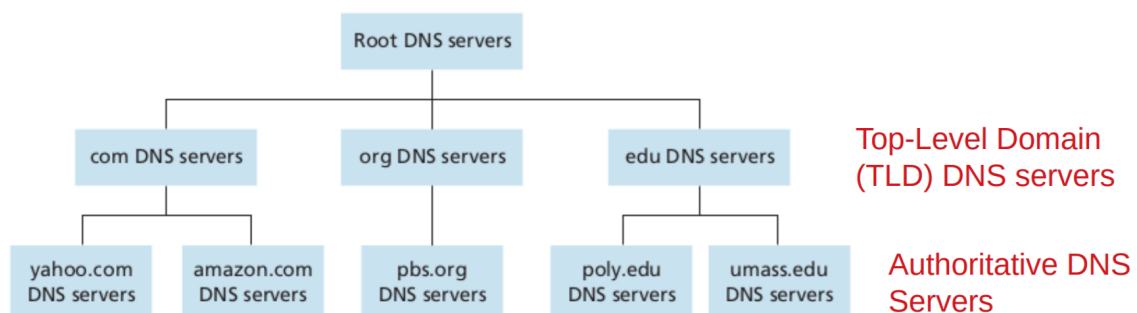 Root DNS servers
com DNS servers
org DNS servers
edu DNS servers
Top-Level Domain
(TLD) DNS servers
yahoo.com
DNS servers
amazon.com
DNS servers
pbs.org
DNS servers
poly.edu
DNS servers
umass.edu
DNS servers
Authoritative DNS
Servers